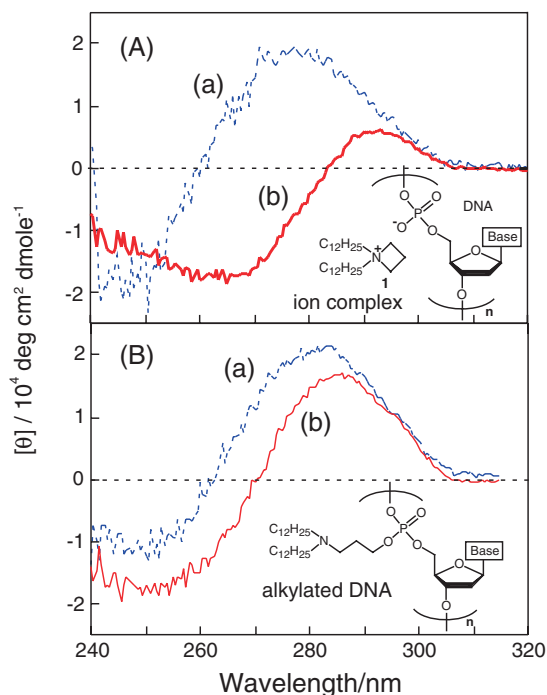 (A)
(a)
(b)
2
1
0
-1
-2
O
O
P
O
O-
DNA
Base
O
O
n
C12H25
C12H25
N+
1
ion complex
[θ] / 10⁴ deg cm² dmole⁻¹
(B)
(a)
(b)
2
1
0
-1
-2
O
O
P
O
O
C12H25
C12H25
N
Base
O
O
n
alkylated DNA
240
260
280
300
320
Wavelength/nm